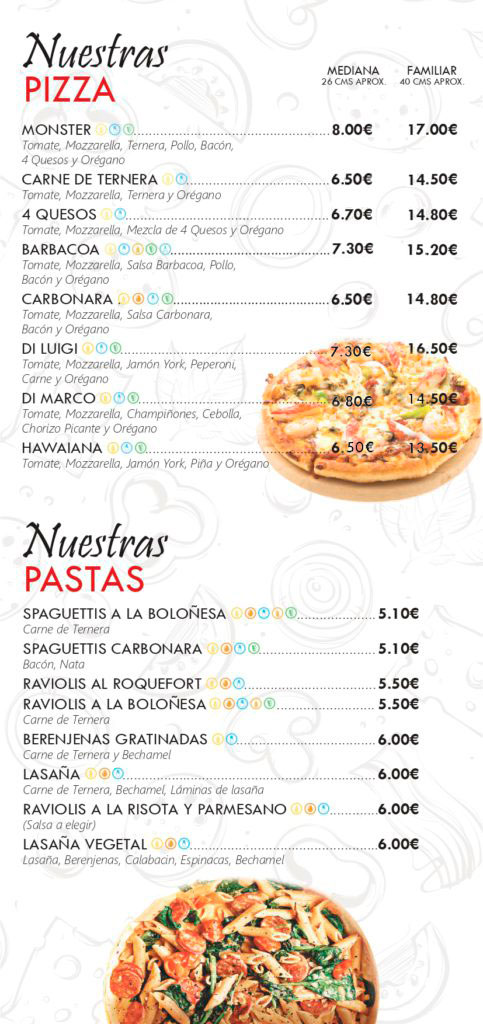 Nuestras
PIZZA
MEDIANA FAMILIAR
26 CMS APROX. 40 CMS APROX.
MONSTER 8.00€ 17.00€
Tomate, Mozzarella, Ternera, Pollo, Bacón,
4 Quesos y Orégano
CARNE DE TERNERA 6.50€ 14.50€
Tomate, Mozzarella, Ternera y Orégano
4 QUESOS 6.70€ 14.80€
Tomate, Mozzarella, Mezcla de 4 Quesos y Orégano
BARBACOA 7.30€ 15.20€
Tomate, Mozzarella, Salsa Barbacoa, Pollo,
Bacón y Orégano
CARBONARA 6.50€ 14.80€
Tomate, Mozzarella, Salsa Carbonara,
Bacón y Orégano
DI LUIGI 7.30€ 16.50€
Tomate, Mozzarella, Jamón York, Peperoni,
Carne y Orégano
DI MARCO 6.80€ 14.50€
Tomate, Mozzarella, Champiñones, Cebolla,
Chorizo Picante y Orégano
HAWAIANA 6.50€ 13.50€
Tomate, Mozzarella, Jamón York, Piña y Orégano
Nuestras
PASTAS
SPAGUETTIS A LA BOLOÑESA 5.10€
Carne de Ternera
SPAGUETTIS CARBONARA 5.10€
Bacón, Nata
RAVIOLIS AL ROQUEFORT 5.50€
RAVIOLIS A LA BOLOÑESA 5.50€
Carne de Ternera
BERENJENAS GRATINADAS 6.00€
Carne de Ternera y Bechamel
LASAÑA 6.00€
Carne de Ternera, Bechamel, Láminas de lasaña
RAVIOLIS A LA RISOTA Y PARMESANO 6.00€
(Salsa a elegir)
LASAÑA VEGETAL 6.00€
Lasaña, Berenjenas, Calabacin, Espinacas, Bechamel